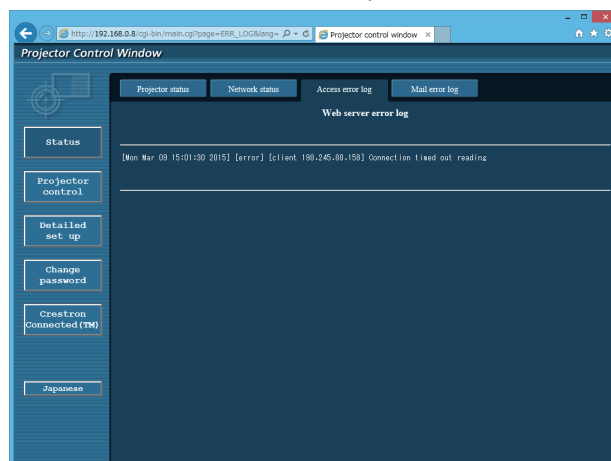 http://192.168.0.8/cgi-bin/main.cgi?page=ERR_LOG&lang=
Projector control window
Projector Control Window
Projector status
Network status
Access error log
Mail error log
Web server error log
Status
[Mon Mar 09 15:01:30 2015] [error] [client 198.245.80.158] Connection timed out reading
Projector
control
Detailed
set up
Change
password
Crestron
Connected(TM)
Japanese